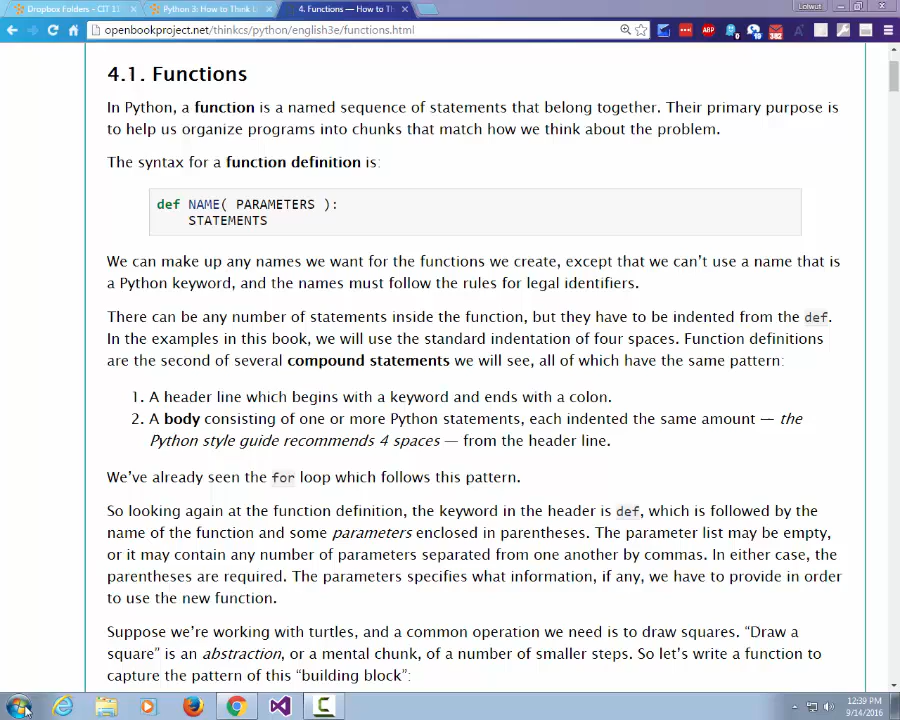 Dropbox Folders - CIT 11
Python 3: How to Think L
4. Functions — How to Th
Lolwut
openbookproject.net/thinkcs/python/english3e/functions.html
ABP
4.1. Functions
In Python, a function is a named sequence of statements that belong together. Their primary purpose is
to help us organize programs into chunks that match how we think about the problem.
The syntax for a function definition is:
def NAME( PARAMETERS ):
STATEMENTS
We can make up any names we want for the functions we create, except that we can’t use a name that is
a Python keyword, and the names must follow the rules for legal identifiers.
There can be any number of statements inside the function, but they have to be indented from the def.
In the examples in this book, we will use the standard indentation of four spaces. Function definitions
are the second of several compound statements we will see, all of which have the same pattern:
1. A header line which begins with a keyword and ends with a colon.
2. A body consisting of one or more Python statements, each indented the same amount — the
Python style guide recommends 4 spaces — from the header line.
We’ve already seen the for loop which follows this pattern.
So looking again at the function definition, the keyword in the header is def, which is followed by the
name of the function and some parameters enclosed in parentheses. The parameter list may be empty,
or it may contain any number of parameters separated from one another by commas. In either case, the
parentheses are required. The parameters specifies what information, if any, we have to provide in order
to use the new function.
Suppose we’re working with turtles, and a common operation we need is to draw squares. “Draw a
square” is an abstraction, or a mental chunk, of a number of smaller steps. So let’s write a function to
capture the pattern of this “building block”:
12:39 PM
9/14/2016